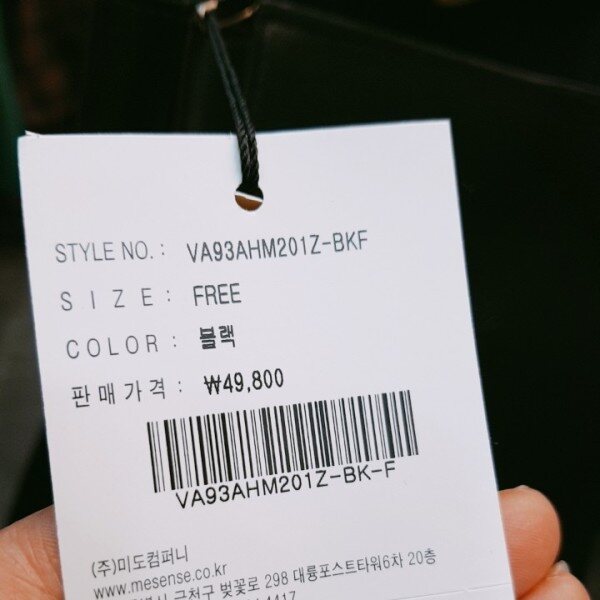 STYLE NO. : VA93AHM201Z-BKF
SIZE : FREE
COLOR : 블랙
판매가격 : ₩49,800
VA93AHM201Z-BK-F
(주)미도컴퍼니
www.mesense.co.kr
금천구 벚꽃로 298 대륭포스트타워6차 20층
4417